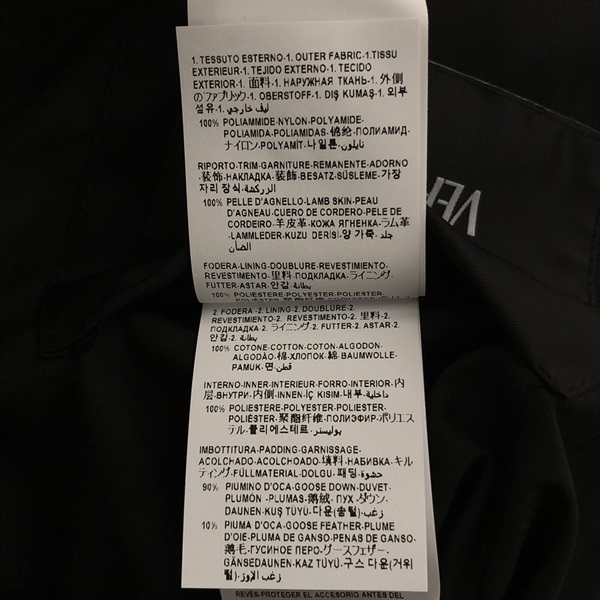 1. TESSUTO ESTERNO-1. OUTER FABRIC-1.TISSU
EXTERIEUR-1. TEJIDO EXTERNO-1. TECIDO
EXTERIOR-1. 面料-1. НАРУЖНАЯ ТКАНЬ-1. 外側
のファブリック-1. OBERSTOFF-1. DIŞ KUMAŞ-1. 외부
섬유-1. ليف خارجي
100% POLIAMMIDE-NYLON-POLYAMIDE-
POLIAMIDA-POLIAMIDAS-锦纶-ПОЛИАМИД-
ナイロン-POLYAMİT-나일론-نايلون
RIPORTO-TRIM-GARNITURE-REMANENTE-ADORNO
-装饰-НАКЛАДКА-装飾-BESATZ-SÜSLEME-가장
자리 장식-الزركشة
100% PELLE D'AGNELLO-LAMB SKIN-PEAU
D'AGNEAU-CUERO DE CORDERO-PELE DE
CORDEIRO-羊皮革-КОЖА ЯГНЕНКА-ラム革
-LAMMLEDER-KUZU DERİSİ-양 가죽-جلد
الضأن
FODERA-LINING-DOUBLURE-REVESTIMIENTO-
REVESTIMENTO-里料-ПОДКЛАДКА-ライニング-
FUTTER-ASTAR-안감-بطانة
100% POLIESTERE-POLYESTER-POLIESTER-
2. FODERA -2. LINING-2. DOUBLURE-2.
REVESTIMIENTO-2. REVESTIMENTO-2. 里料-2.
ПОДКЛАДКА-2. ライニング-2. FUTTER-2. ASTAR-2.
안감-2. بطانة
100% COTONE-COTTON-COTON-ALGODON-
ALGODÃO-棉-ХЛОПОК-綿-BAUMWOLLE-
PAMUK-면-قطن
INTERNO-INNER-INTERIEUR-FORRO-INTERIOR-内
层-ВНУТРИ-内側-INNEN-İÇ KISIM-내부-داخلية
100% POLIESTERE-POLYESTER-POLIESTER-
POLIÉSTER-聚酯纤维-ПОЛИЭФИР-ポリエス
テル-폴리에스테르-بوليستر
IMBOTTITURA-PADDING-GARNISSAGE-
ACOLCHADO-ACOLCHOADO-填料-НАБИВКА-キル
ティング-FÜLLMATERIAL-DOLGU-패딩-حشوة
90% PIUMINO D'OCA-GOOSE DOWN-DUVET-
PLUMÓN -PLUMAS-鹅绒-ПУХ-ダウン-
DAUNEN-KUŞ TÜYÜ-다운(솜털)-زغب
10% PIUMA D'OCA-GOOSE FEATHER-PLUME
D'OIE-PLUMA DE GANSO-PENAS DE GANSO-
鹅毛-ГУСИНОЕ ПЕРО-グースフェザー-
GÄNSEDAUNEN-KAZ TÜYÜ-구스 다운(거위
털)-زغب الإوز
REVÉS-PROTEGER EL ACCESORIO ANTES DEL
VER